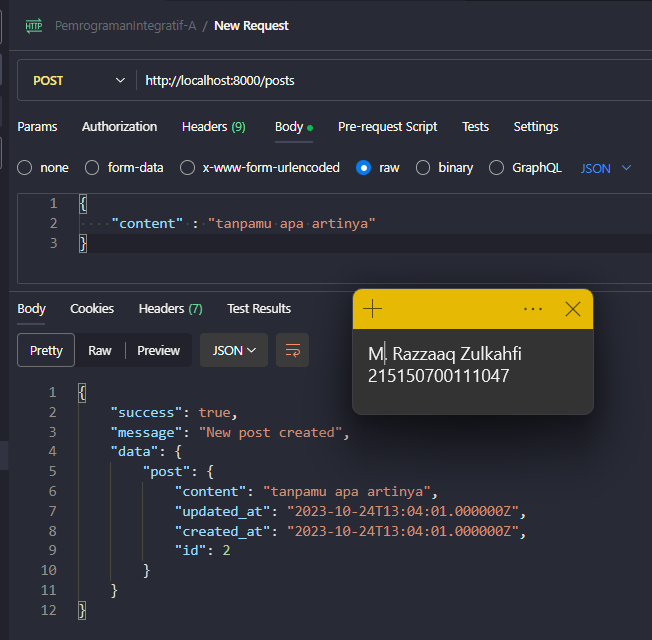 HTTP PemrogramanIntegratif-A / New Request
POST http://localhost:8000/posts
Params Authorization Headers (9) Body Pre-request Script Tests Settings
none form-data x-www-form-urlencoded raw binary GraphQL JSON
1 {
2 "content" : "tanpamu apa artinya"
3 }
Body Cookies Headers (7) Test Results
Pretty Raw Preview JSON
M. Razzaaq Zulkahfi
215150700111047
1 {
2 "success": true,
3 "message": "New post created",
4 "data": {
5 "post": {
6 "content": "tanpamu apa artinya",
7 "updated_at": "2023-10-24T13:04:01.000000Z",
8 "created_at": "2023-10-24T13:04:01.000000Z",
9 "id": 2
10 }
11 }
12 }